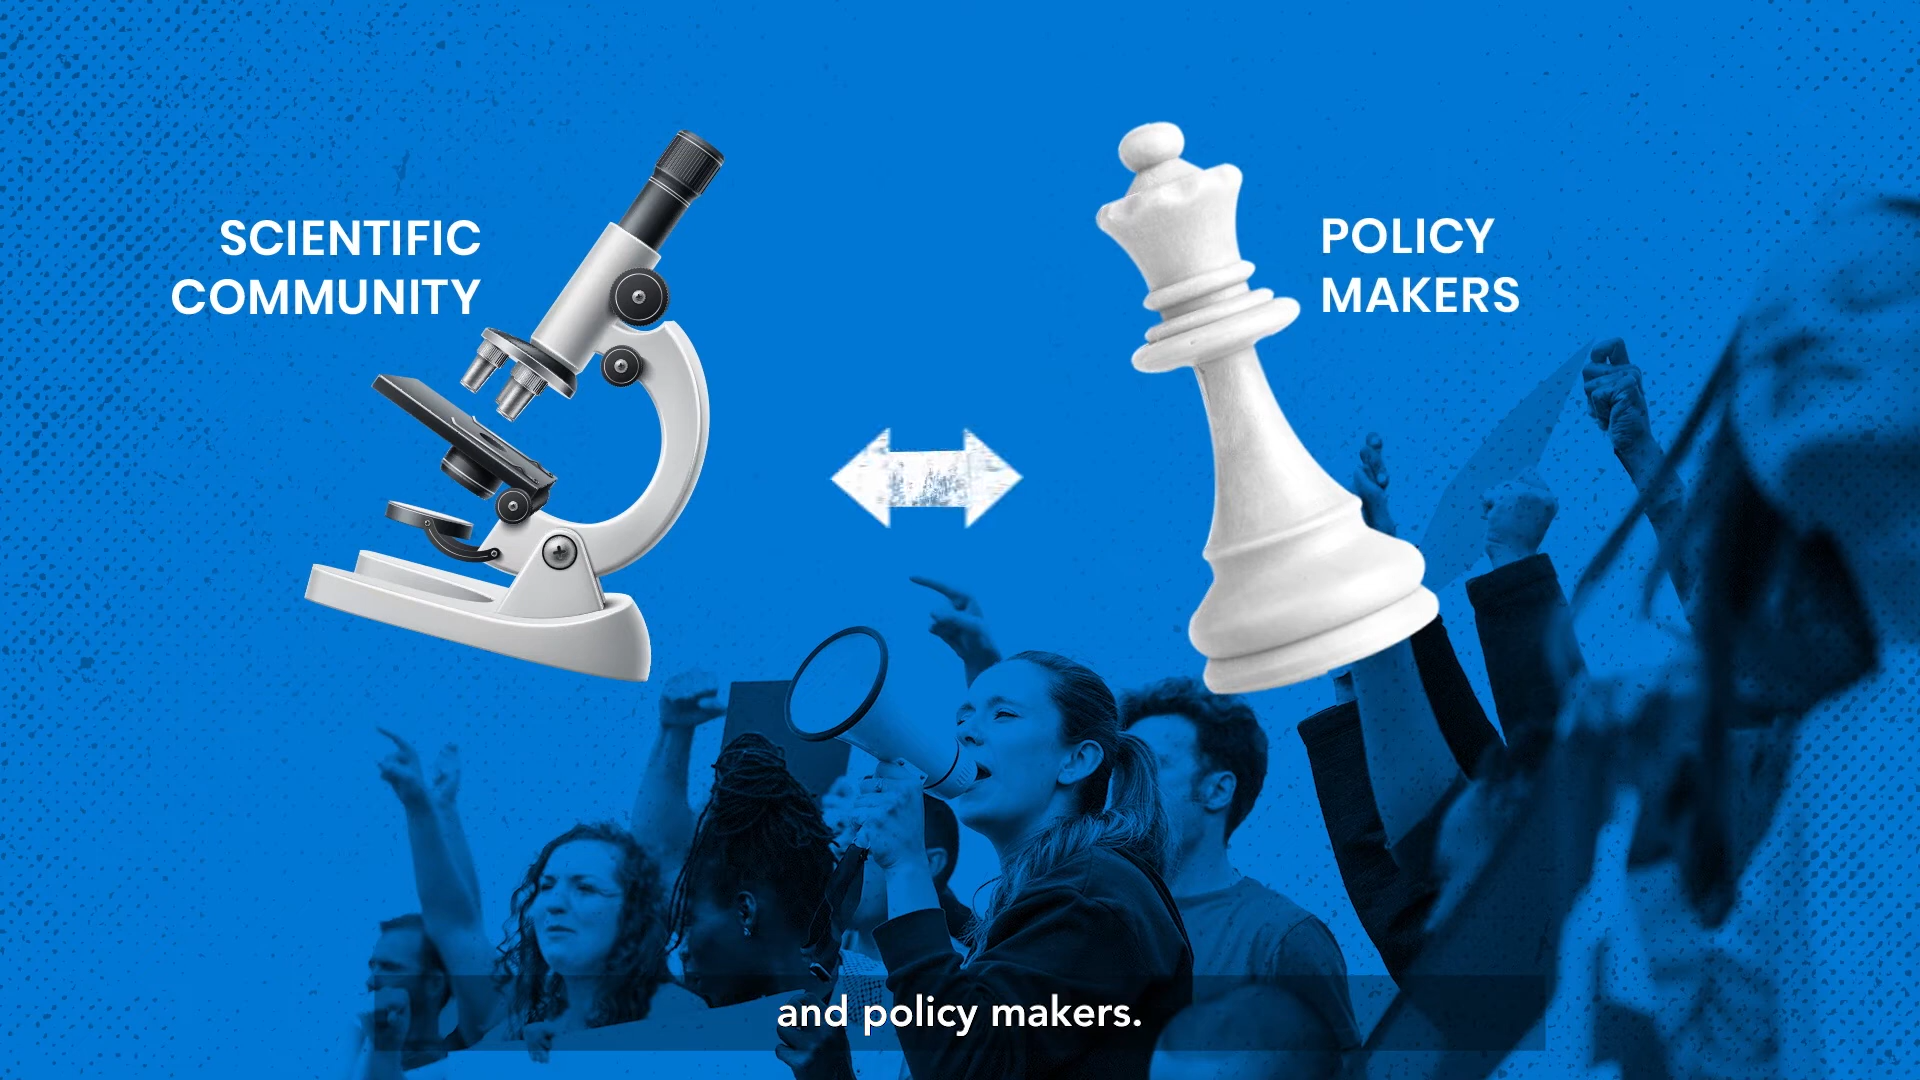 SCIENTIFIC
COMMUNITY
POLICY
MAKERS
and policy makers.